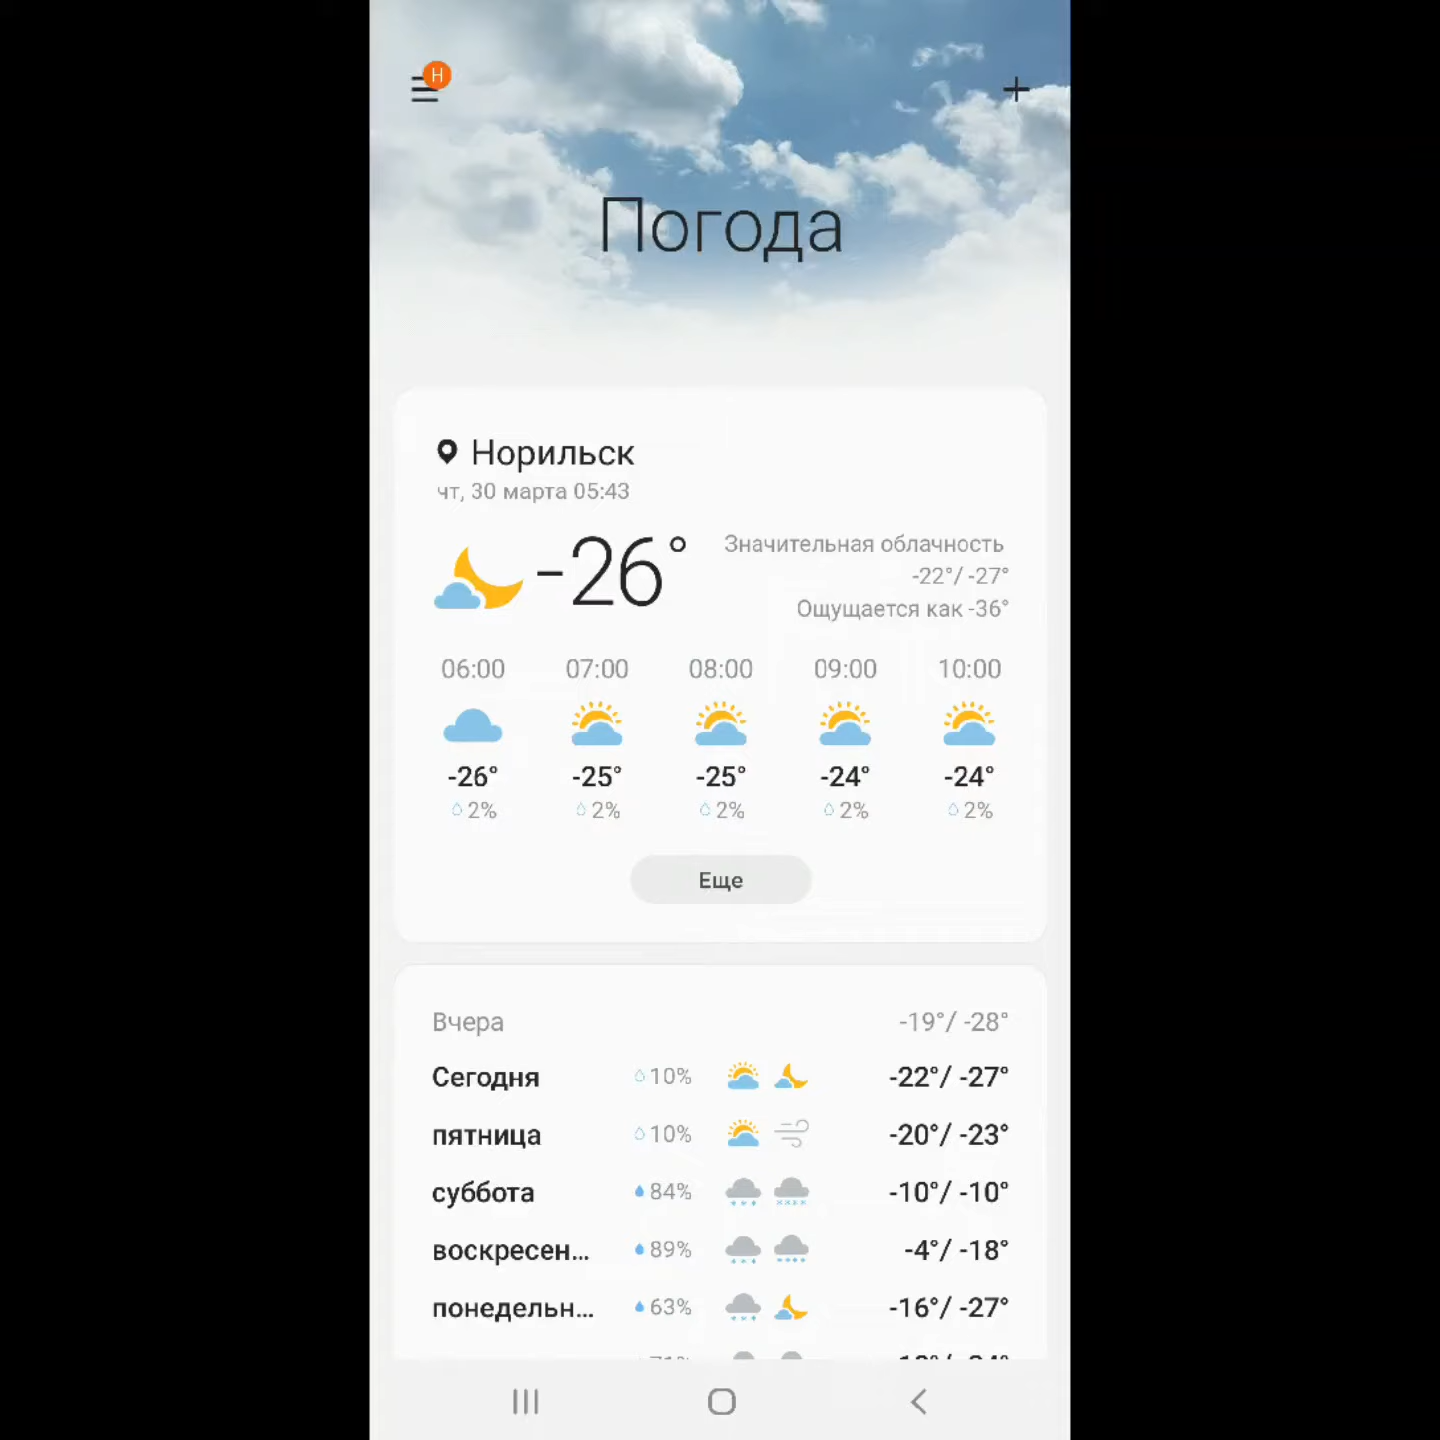 Н
Погода
Норильск
чт, 30 марта 05:43
-26°
Значительная облачность
-22°/ -27°
Ощущается как -36°
06:00 07:00 08:00 09:00 10:00
-26° -25° -25° -24° -24°
2% 2% 2% 2% 2%
Еще
Вчера -19°/ -28°
Сегодня 10% -22°/ -27°
пятница 10% -20°/ -23°
суббота 84% -10°/ -10°
воскресен... 89% -4°/ -18°
понедельн... 63% -16°/ -27°